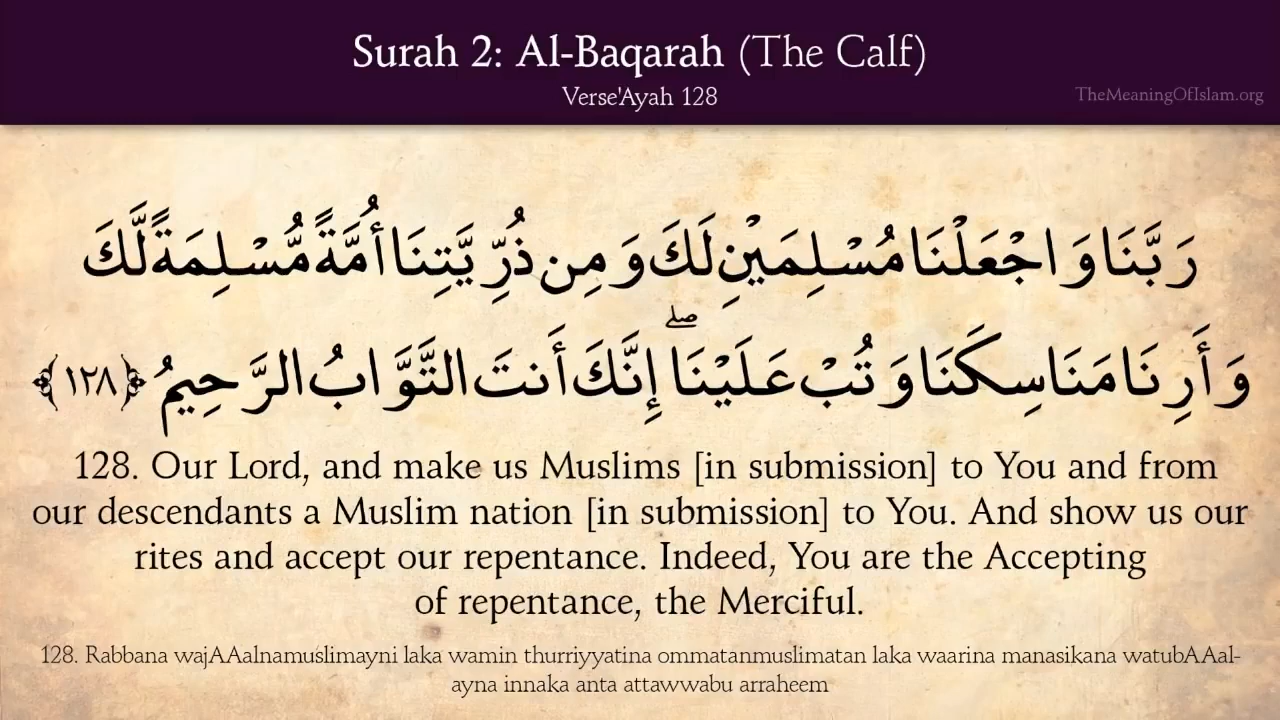 Surah 2: Al-Baqarah (The Calf)
Verse'Ayah 128
TheMeaningOfIslam.org
رَبَّنَا وَاجْعَلْنَا مُسْلِمَيْنِ لَكَ وَمِن ذُرِّيَّتِنَا أُمَّةً مُّسْلِمَةً لَّكَ
وَأَرِنَا مَنَاسِكَنَا وَتُبْ عَلَيْنَا ۖ إِنَّكَ أَنتَ التَّوَّابُ الرَّحِيمُ ﴿١٢٨﴾
128. Our Lord, and make us Muslims [in submission] to You and from
our descendants a Muslim nation [in submission] to You. And show us our
rites and accept our repentance. Indeed, You are the Accepting
of repentance, the Merciful.
128. Rabbana wajAAalnamuslimayni laka wamin thurriyyatina ommatanmuslimatan laka waarina manasikana watubAAal-
ayna innaka anta attawwabu arraheem